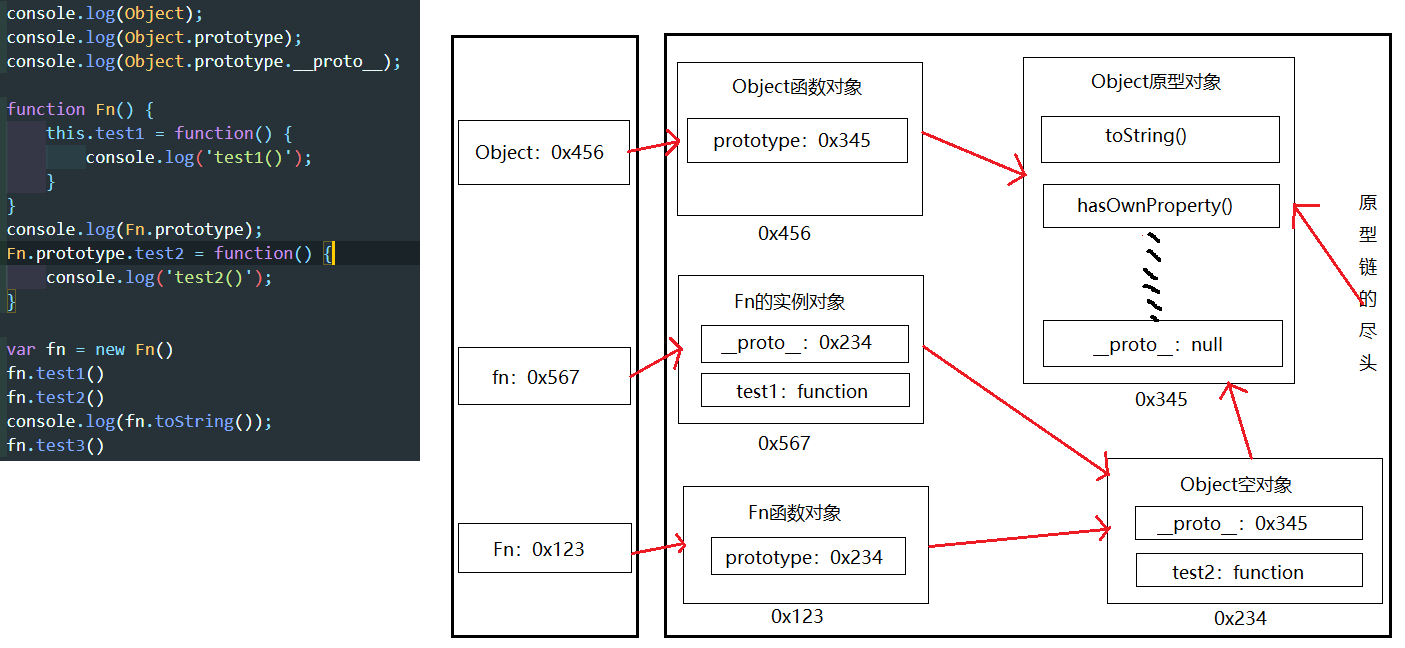 console.log(Object);
console.log(Object.prototype);
console.log(Object.prototype.__proto__);
function Fn() {
this.test1 = function() {
console.log('test1()');
}
}
console.log(Fn.prototype);
Fn.prototype.test2 = function() {
console.log('test2()');
}
var fn = new Fn()
fn.test1()
fn.test2()
console.log(fn.toString());
fn.test3()
Object：0x456
fn：0x567
Fn：0x123
Object函数对象
prototype：0x345
0x456
Fn的实例对象
__proto__：0x234
test1：function
0x567
Fn函数对象
prototype：0x234
0x123
Object原型对象
toString()
hasOwnProperty()
__proto__：null
0x345
原型链的尽头
Object空对象
__proto__：0x345
test2：function
0x234